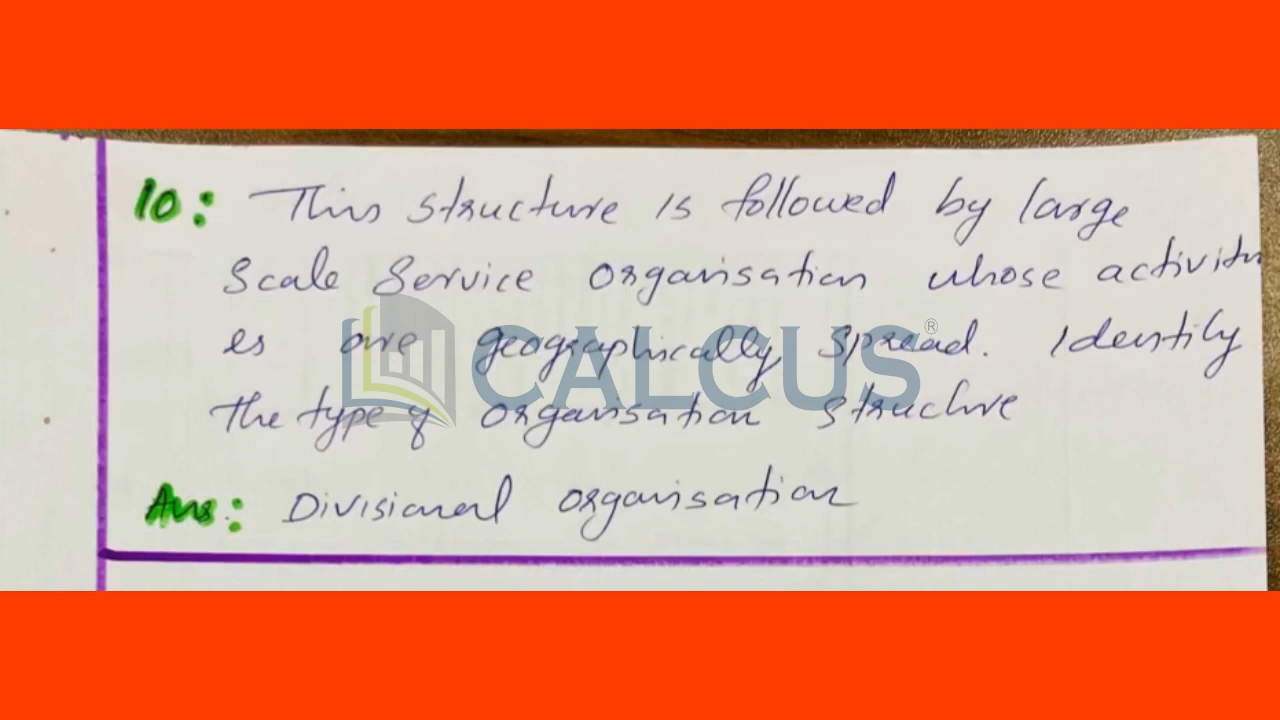 10: This structure is followed by large
Scale Service organisation whose activiti
es are geographically spread. Identify
the type of organisation structure
Ans: Divisional organisation
CALCUS®